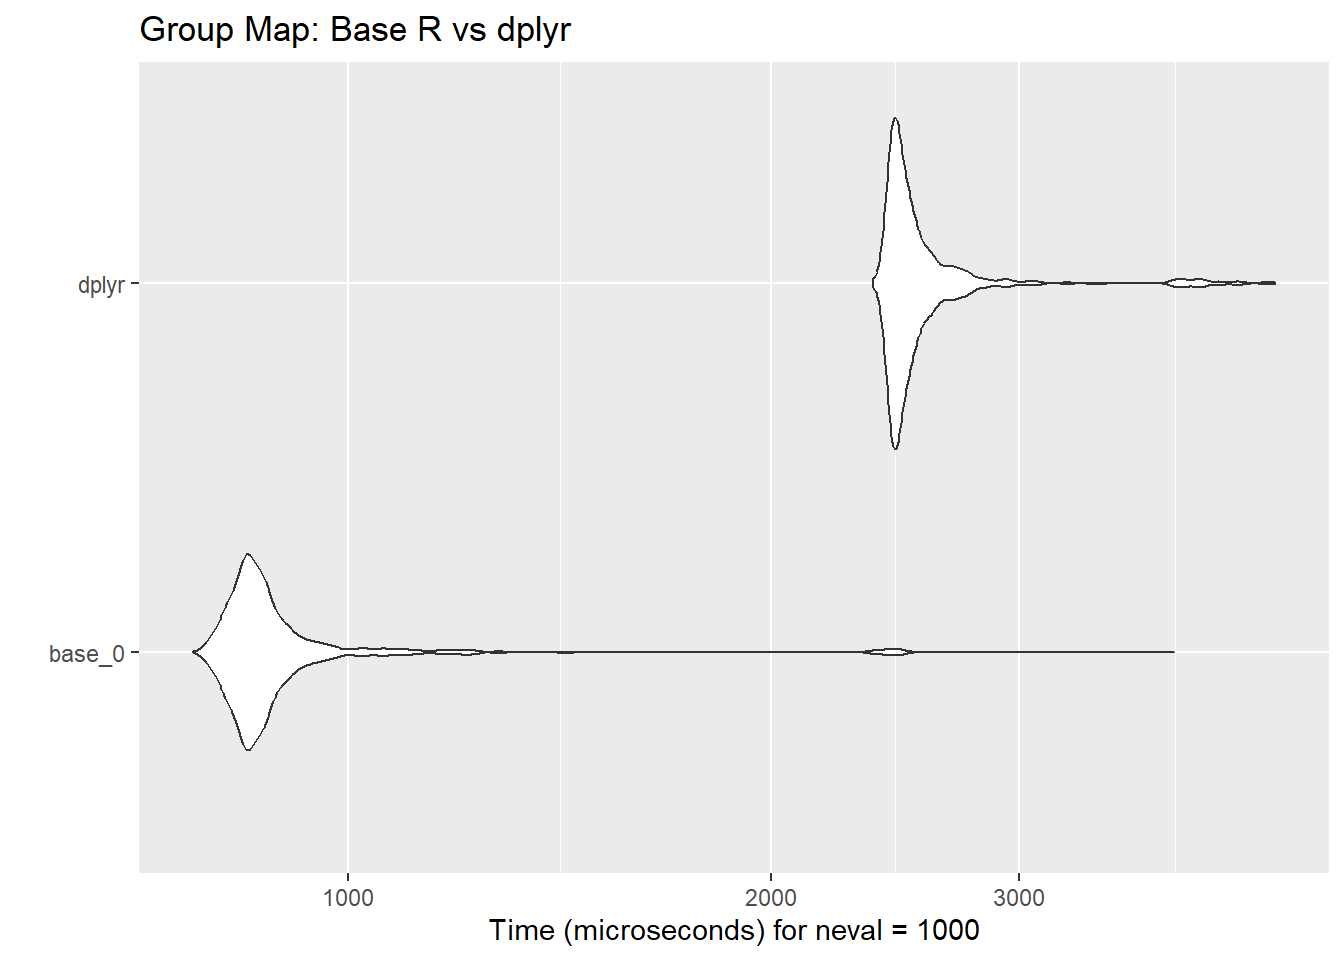 Group Map: Base R vs dplyr
dplyr
base_0
1000
2000
3000
Time (microseconds) for neval = 1000